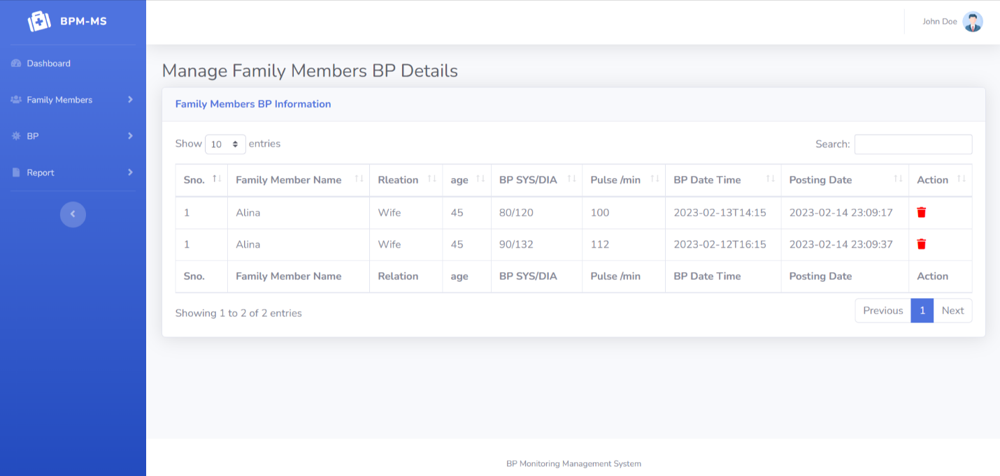 BPM-MS
John Doe
Dashboard
Family Members
BP
Report
Manage Family Members BP Details
Family Members BP Information
Show 10 entries
Search:
Sno. Family Member Name Rleation age BP SYS/DIA Pulse /min BP Date Time Posting Date Action
1 Alina Wife 45 80/120 100 2023-02-13T14:15 2023-02-14 23:09:17
1 Alina Wife 45 90/132 112 2023-02-12T16:15 2023-02-14 23:09:37
Sno. Family Member Name Relation age BP SYS/DIA Pulse /min BP Date Time Posting Date Action
Showing 1 to 2 of 2 entries
Previous 1 Next
BP Monitoring Management System